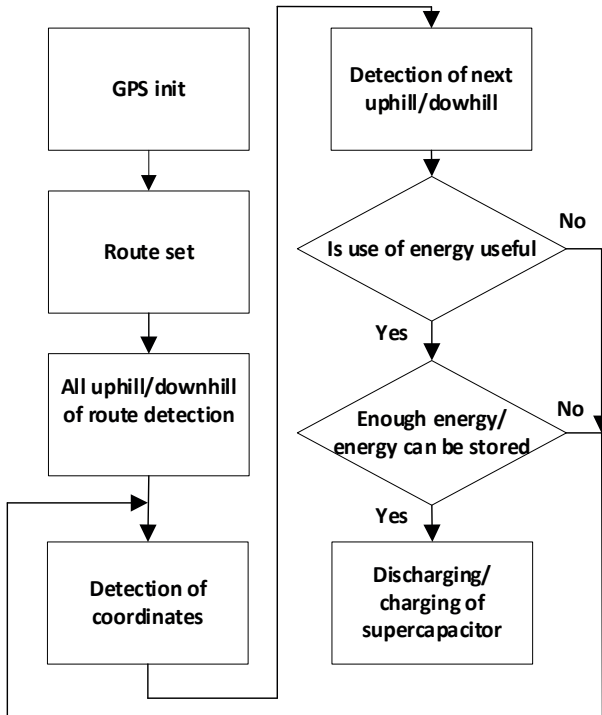 GPS init
Route set
All uphill/downhill
of route detection
Detection of
coordinates
Detection of next
uphill/dowhill
Is use of energy useful
No
Yes
Enough energy/
energy can be stored
No
Yes
Discharging/
charging of
supercapacitor